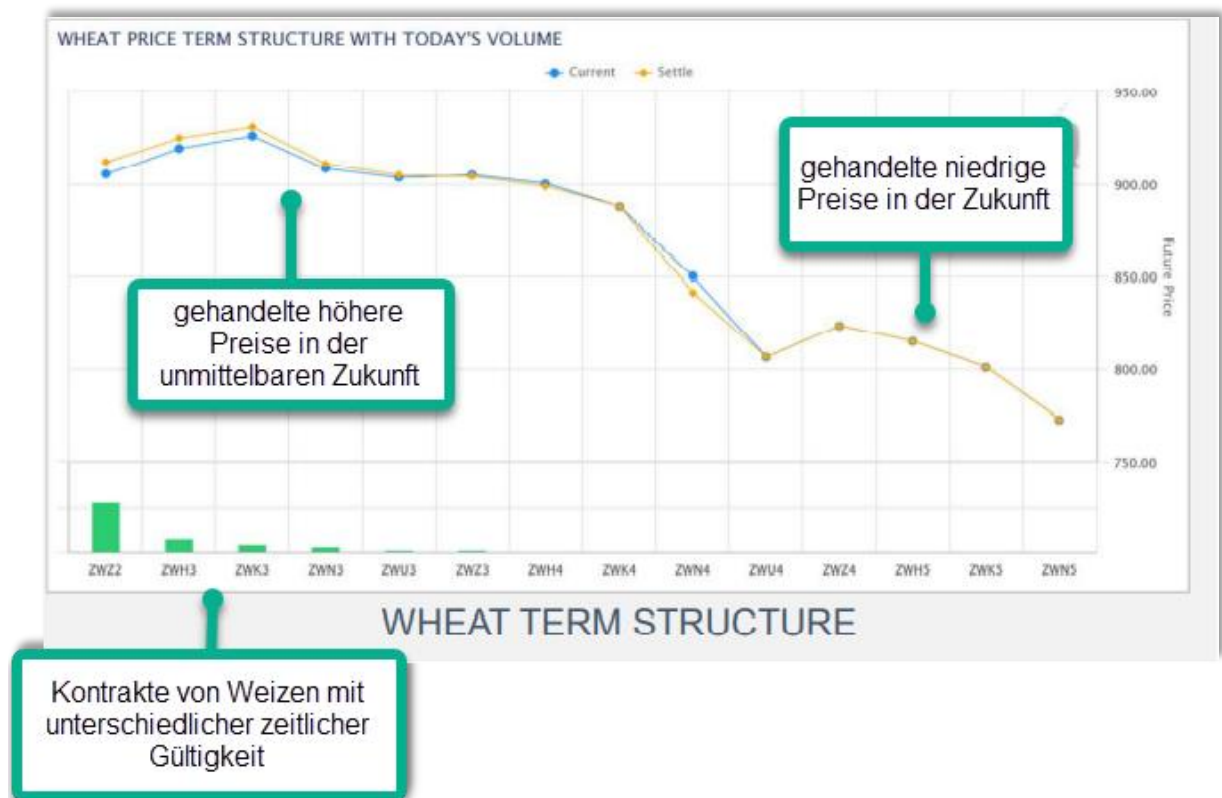 WHEAT PRICE TERM STRUCTURE WITH TODAY'S VOLUME
Current Settle
950.00
gehandelte niedrige
Preise in der Zukunft
900.00
Future Price
850.00
gehandelte höhere
Preise in der
unmittelbaren Zukunft
800.00
750.00
ZWZ2 ZWH3 ZWK3 ZWN3 ZWU3 ZWZ3 ZWH4 ZWK4 ZWN4 ZWU4 ZWZ4 ZWH5 ZWK5 ZWN5
WHEAT TERM STRUCTURE
Kontrakte von Weizen mit
unterschiedlicher zeitlicher
Gültigkeit